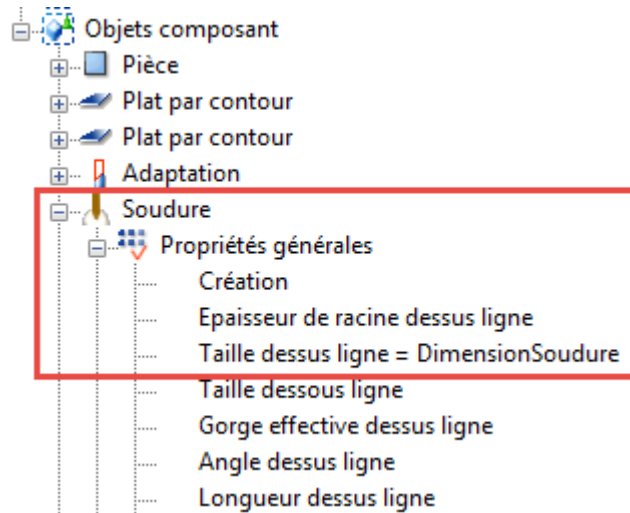 Objets composant
Pièce
Plat par contour
Plat par contour
Adaptation
Soudure
Propriétés générales
Création
Epaisseur de racine dessus ligne
Taille dessus ligne = DimensionSoudure
Taille dessous ligne
Gorge effective dessus ligne
Angle dessus ligne
Longueur dessus ligne